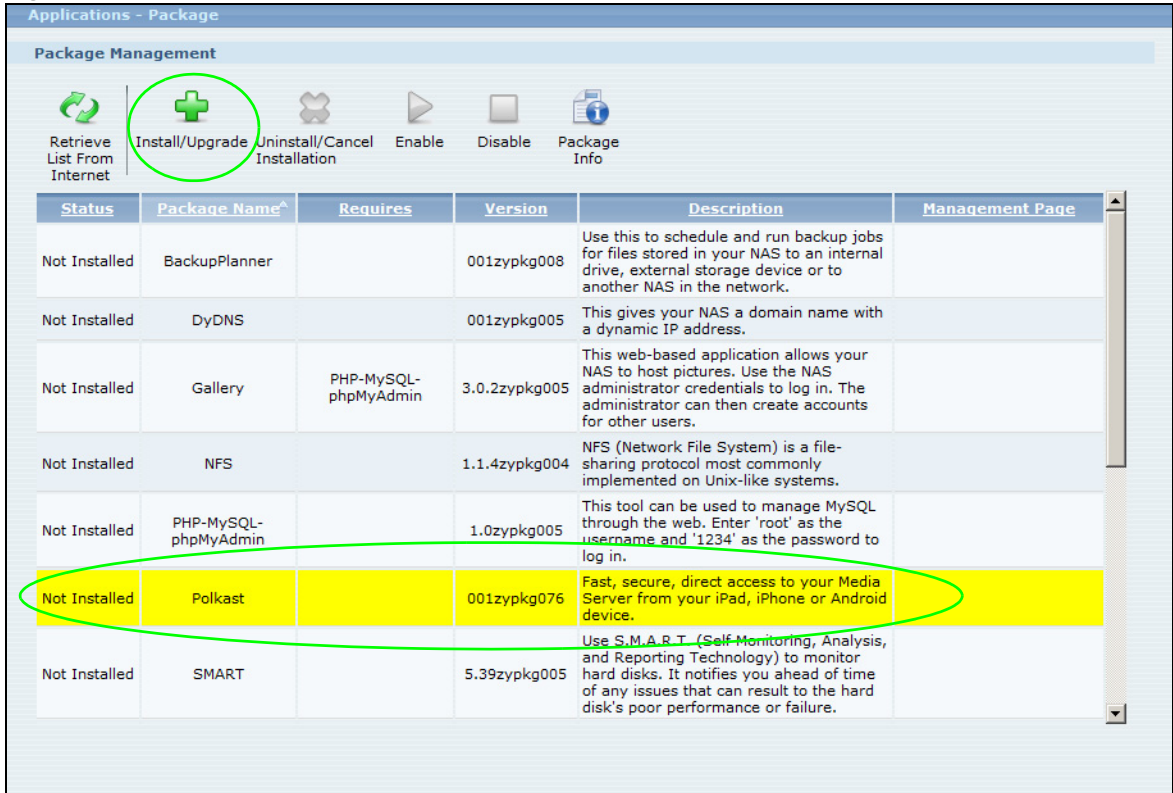 Applications - Package
Package Management
Retrieve List From Internet
Install/Upgrade
Uninstall/Cancel Installation
Enable
Disable
Package Info
Status Package Name^ Requires Version Description Management Page
Not Installed BackupPlanner 001zypkg008 Use this to schedule and run backup jobs
for files stored in your NAS to an internal
drive, external storage device or to
another NAS in the network.
Not Installed DyDNS 001zypkg005 This gives your NAS a domain name with
a dynamic IP address.
Not Installed Gallery PHP-MySQL-phpMyAdmin 3.0.2zypkg005 This web-based application allows your
NAS to host pictures. Use the NAS
administrator credentials to log in. The
administrator can then create accounts
for other users.
Not Installed NFS 1.1.4zypkg004 NFS (Network File System) is a file-
sharing protocol most commonly
implemented on Unix-like systems.
Not Installed PHP-MySQL-phpMyAdmin 1.0zypkg005 This tool can be used to manage MySQL
through the web. Enter 'root' as the
username and '1234' as the password to
log in.
Not Installed Polkast 001zypkg076 Fast, secure, direct access to your Media
Server from your iPad, iPhone or Android
device.
Not Installed SMART 5.39zypkg005 Use S.M.A.R.T. (Self Monitoring, Analysis,
and Reporting Technology) to monitor
hard disks. It notifies you ahead of time
of any issues that can result to the hard
disk's poor performance or failure.